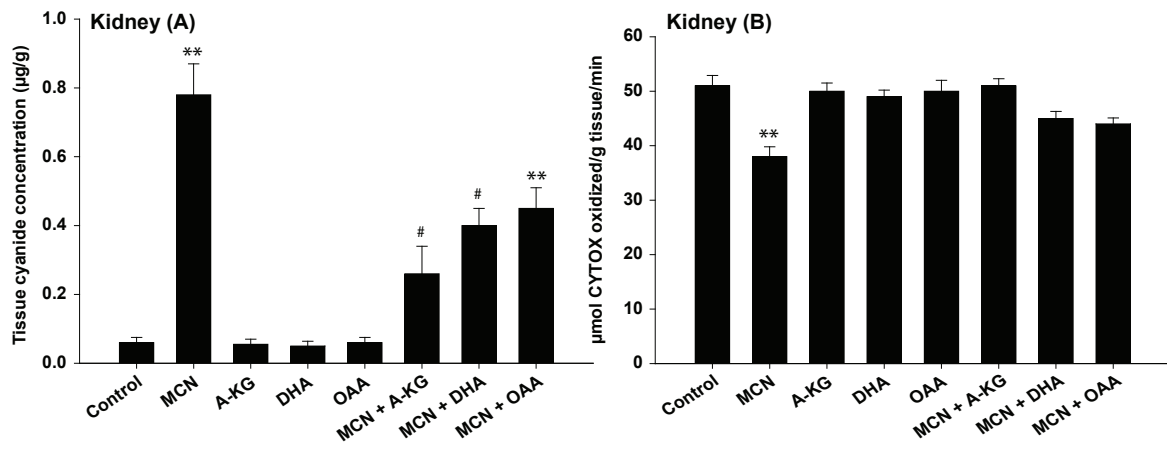 Kidney (A)
Tissue cyanide concentration (µg/g)
1.0
0.8
0.6
0.4
0.2
0.0
**
#
#
**
Control
MCN
A-KG
DHA
OAA
MCN + A-KG
MCN + DHA
MCN + OAA
Kidney (B)
µmol CYTOX oxidized/g tissue/min
60
50
40
30
20
10
0
**
Control
MCN
A-KG
DHA
OAA
MCN + A-KG
MCN + DHA
MCN + OAA